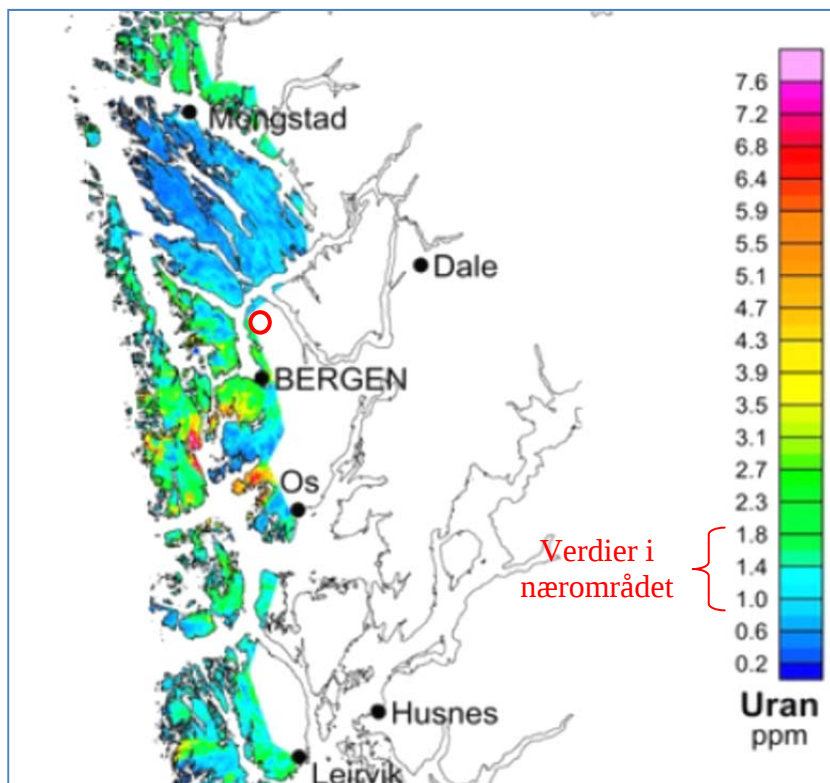 Mongstad
Dale
BERGEN
Os
Husnes
Leirvik
Verdier i
nærområdet
7.6
7.2
6.8
6.4
5.9
5.5
5.1
4.7
4.3
3.9
3.5
3.1
2.7
2.3
1.8
1.4
1.0
0.6
0.2
Uran
ppm